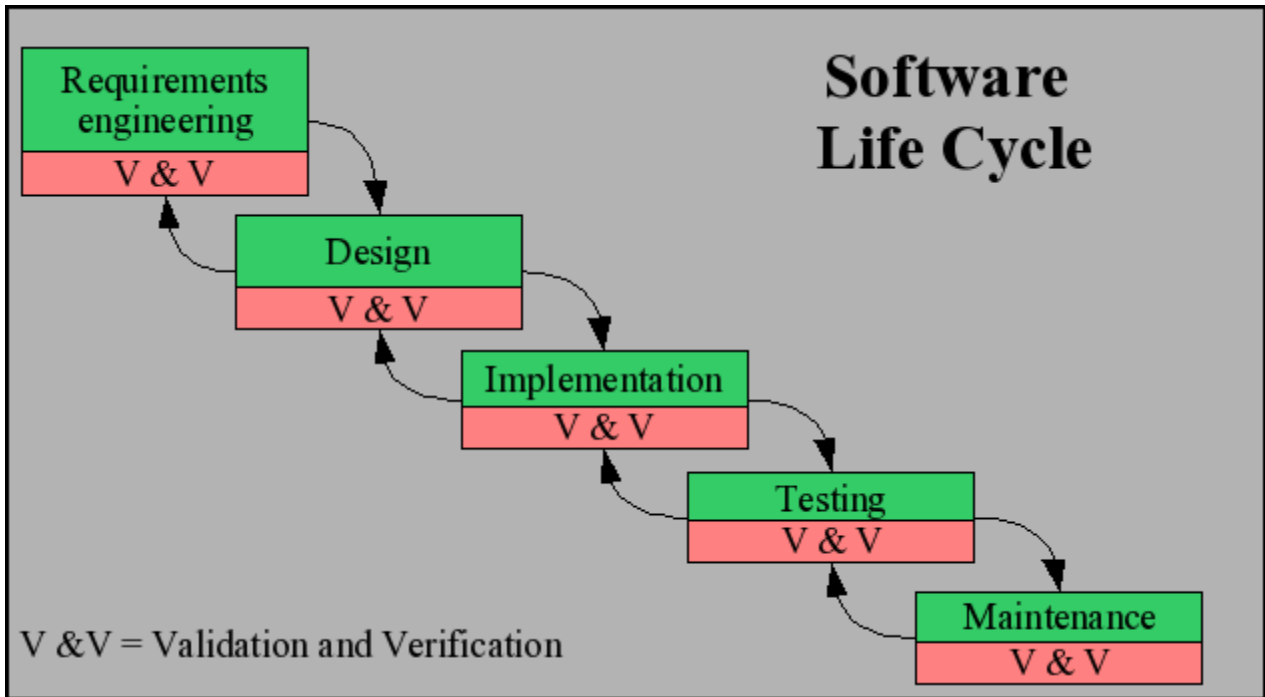 Software
Life Cycle
Requirements
engineering
V & V
Design
V & V
Implementation
V & V
Testing
V & V
Maintenance
V & V
V &V = Validation and Verification